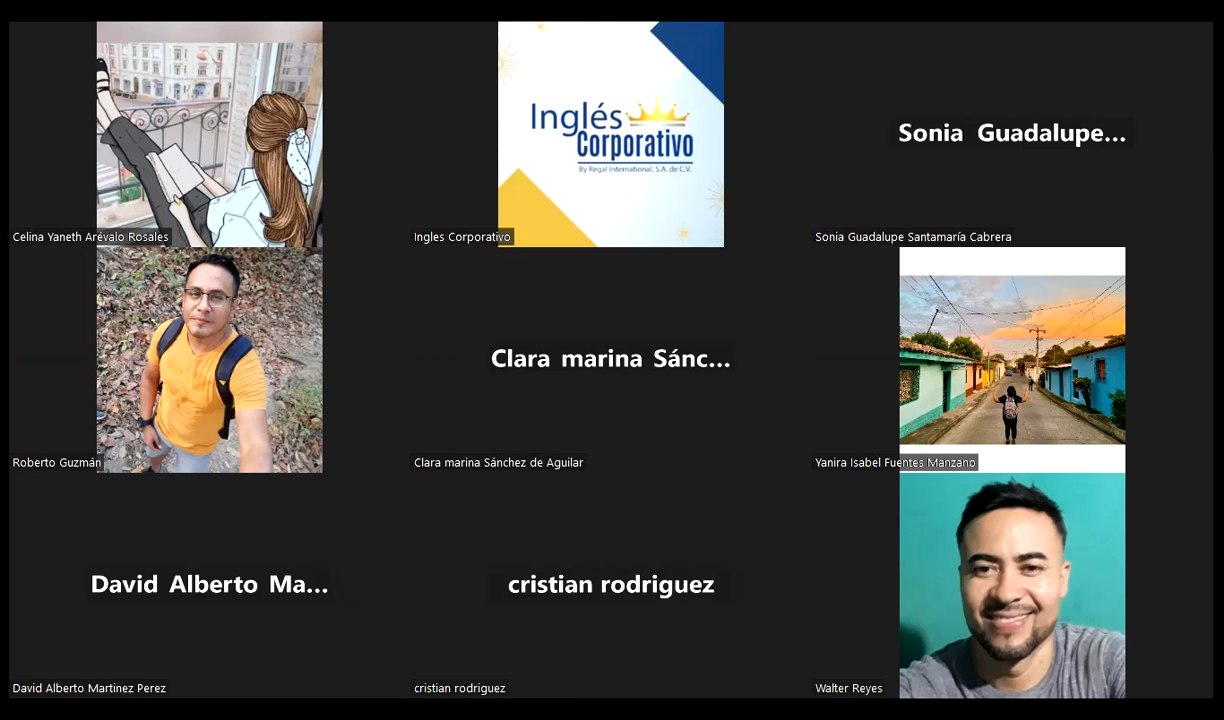 Inglés
Corporativo
By Regal International, S.A. de C.V.
Sonia Guadalupe...
Celina Yaneth Arévalo Rosales
Ingles Corporativo
Sonia Guadalupe Santamaría Cabrera
Clara marina Sánc...
Roberto Guzmán
Clara marina Sánchez de Aguilar
Yanira Isabel Fuentes Manzano
David Alberto Ma...
cristian rodriguez
David Alberto Martinez Perez
cristian rodriguez
Walter Reyes